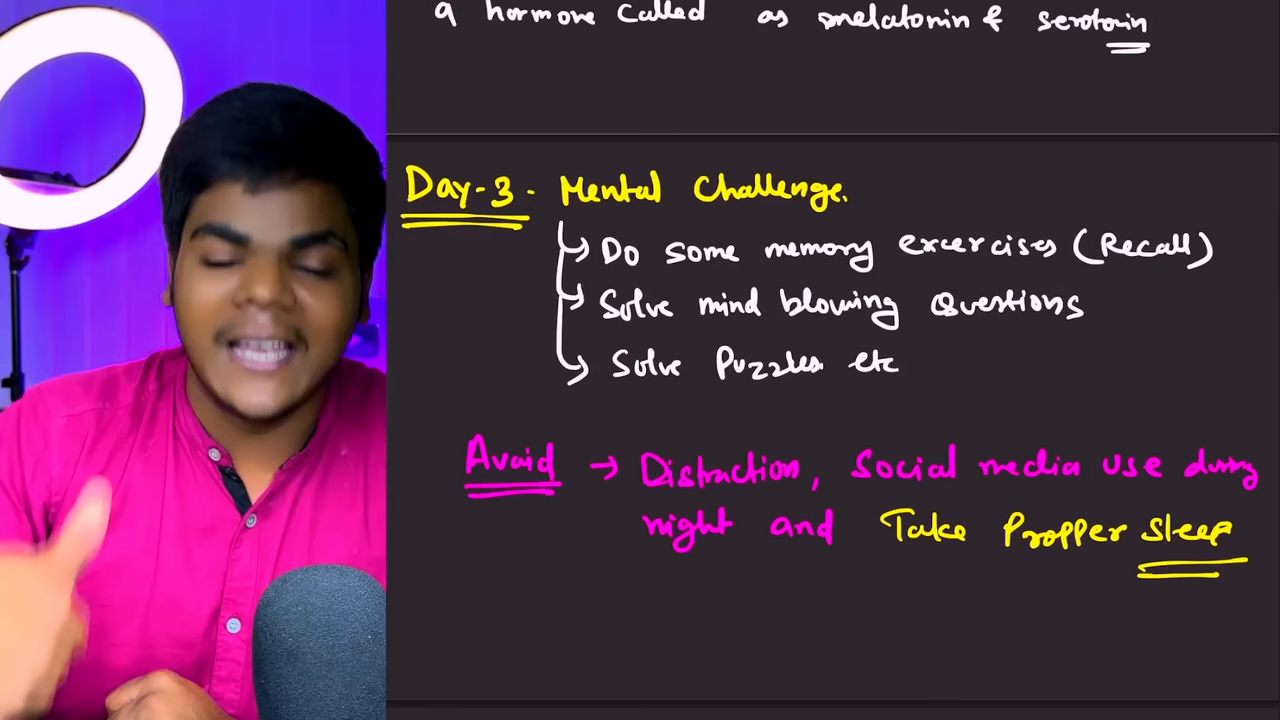 a hormone called as melatonin & serotonin
Day-3 - Mental Challenge.
Do some memory excercises (Recall)
Solve mind blowing Questions
Solve Puzzles etc
Avoid → Distraction, Social media use during
night and Take Propper sleep